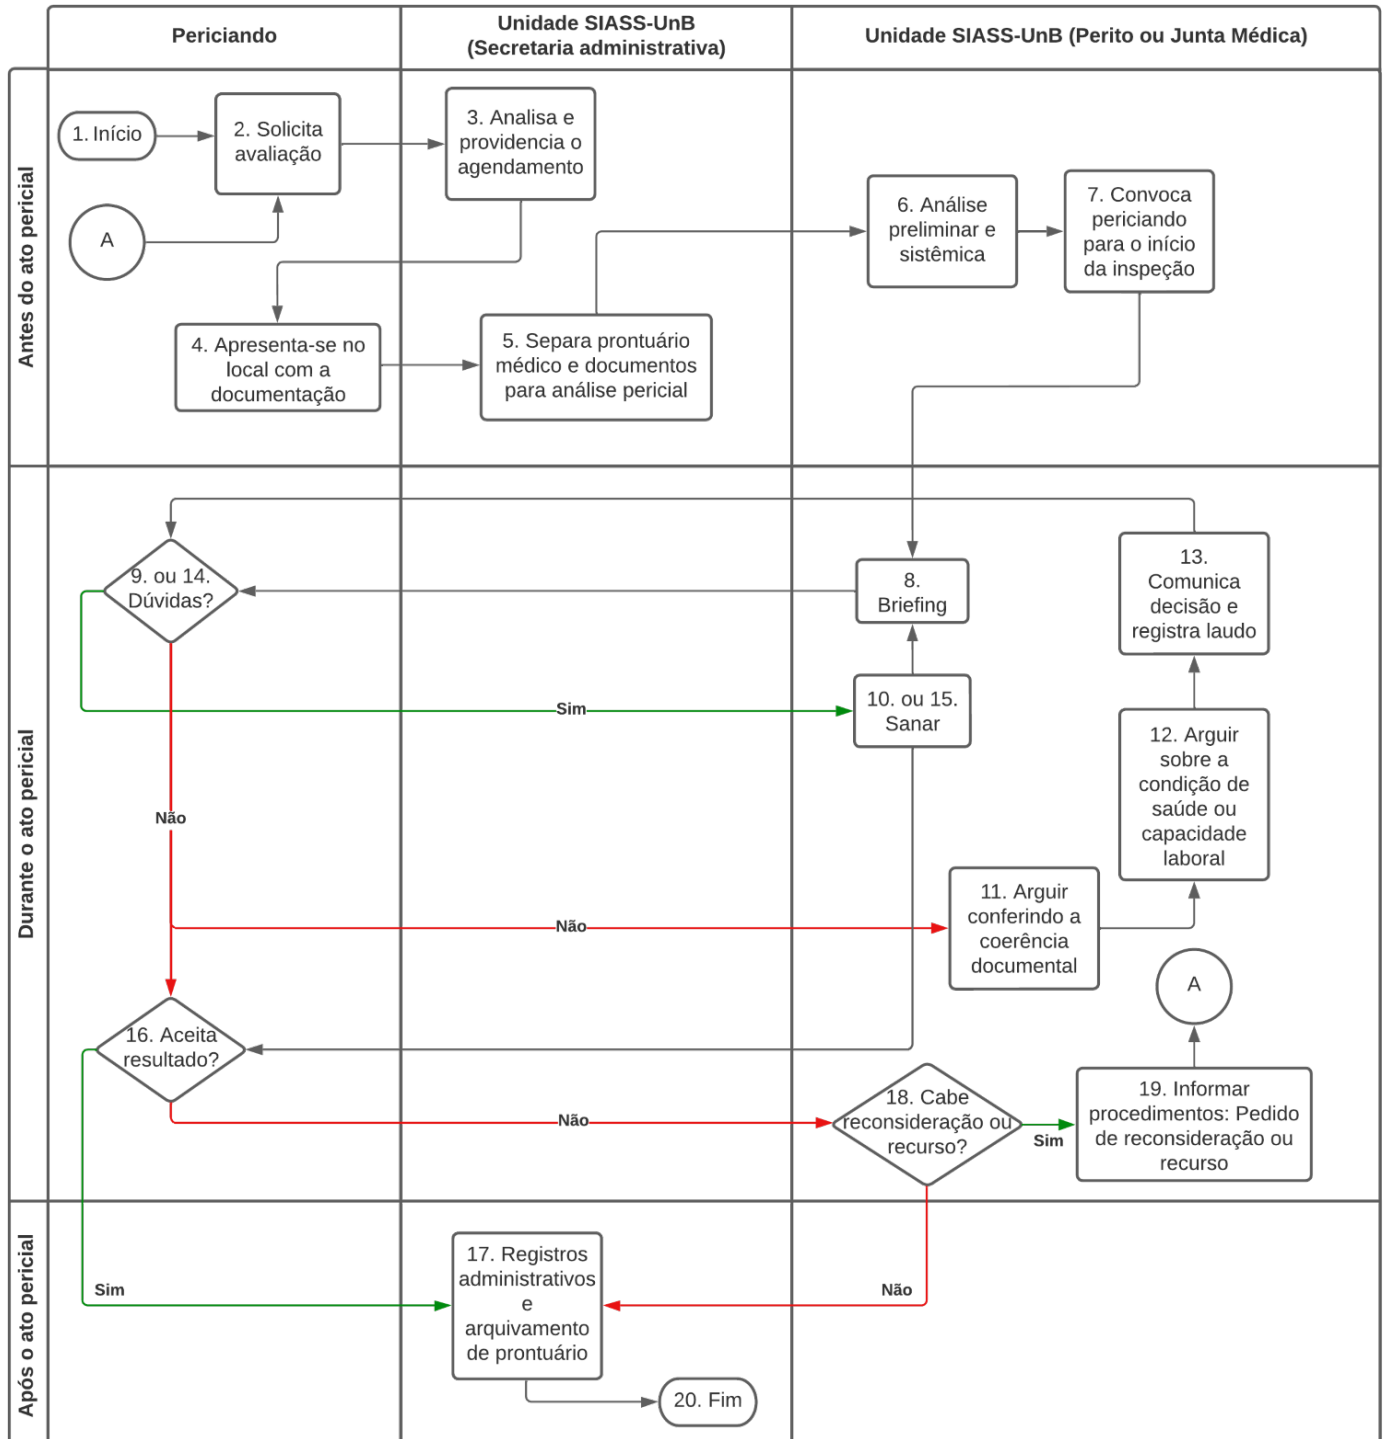 Periciando
Unidade SIASS-UnB
(Secretaria administrativa)
Unidade SIASS-UnB (Perito ou Junta Médica)
Antes do ato pericial
1. Início
2. Solicita
avaliação
3. Analisa e
providencia o
agendamento
A
4. Apresenta-se no
local com a
documentação
5. Separa prontuário
médico e documentos
para análise pericial
6. Análise
preliminar e
sistêmica
7. Convoca
periciando
para o início
da inspeção
Durante o ato pericial
9. ou 14.
Dúvidas?
8.
Briefing
13.
Comunica
decisão e
registra laudo
Sim
10. ou 15.
Sanar
12. Arguir
sobre a
condição de
saúde ou
capacidade
laboral
Não
Não
11. Arguir
conferindo a
coerência
documental
A
16. Aceita
resultado?
Não
18. Cabe
reconsideração ou
recurso?
Sim
19. Informar
procedimentos: Pedido
de reconsideração ou
recurso
Após o ato pericial
Sim
17. Registros
administrativos
e
arquivamento
de prontuário
Não
20. Fim